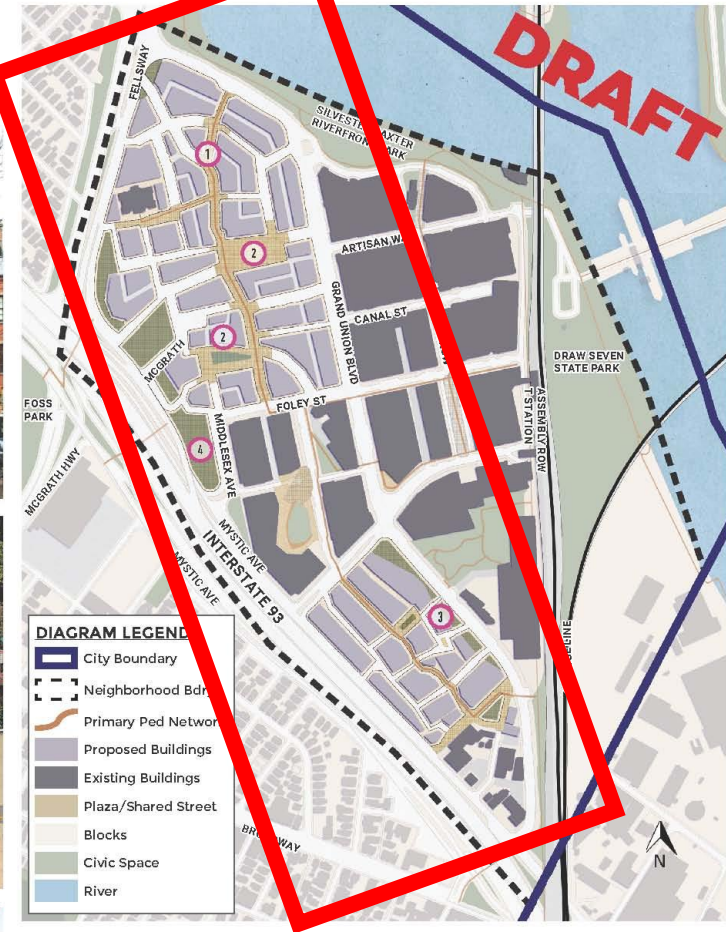 DRAFT
FELLSWAY
SILVESTER BAXTER
RIVERFRONT PARK
1
ARTISAN WAY
2
GRAND UNION BLVD
CANAL ST
2
MCGRATH
DRAW SEVEN
STATE PARK
FOSS
PARK
FOLEY ST
ASSEMBLY ROW
T STATION
MIDDLESEX AVE
4
MCGRATH HWY
MYSTIC AVE
INTERSTATE 93
MYSTIC AVE
3
DIAGRAM LEGEND
City Boundary
Neighborhood Bdry
Primary Ped Network
Proposed Buildings
Existing Buildings
Plaza/Shared Street
Blocks
Civic Space
River
BROADWAY
N